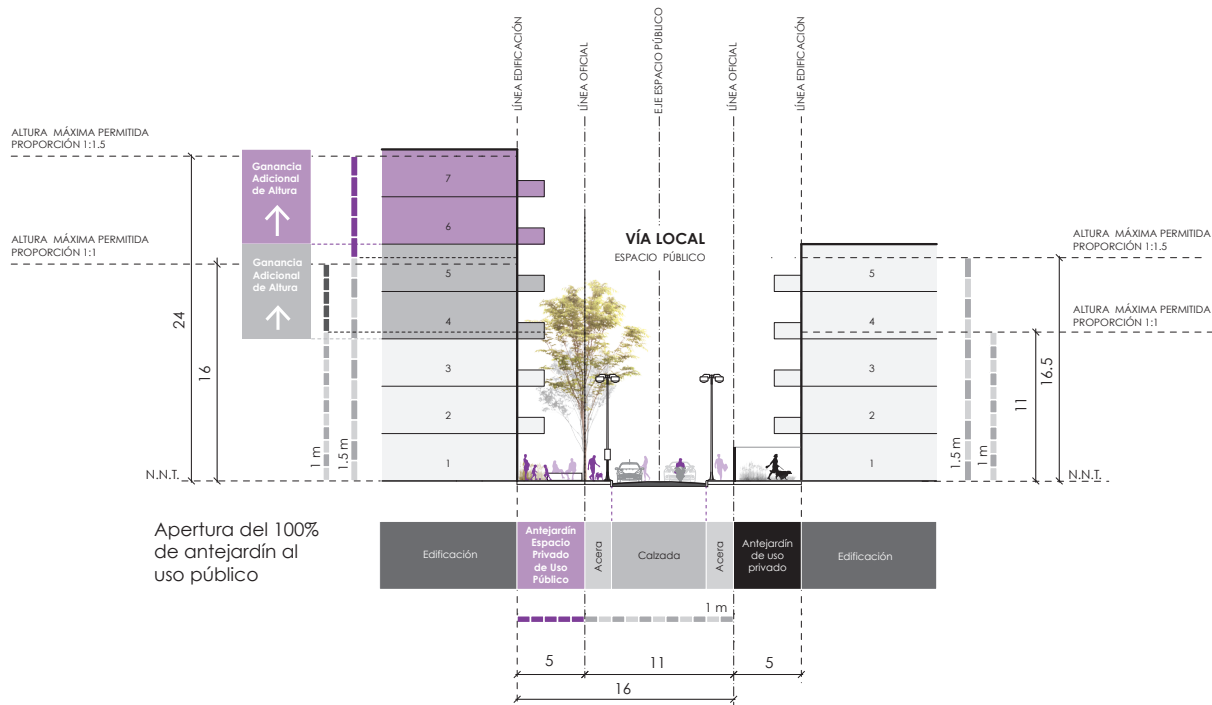 LÍNEA EDIFICACIÓN
LÍNEA OFICIAL
EJE ESPACIO PÚBLICO
LÍNEA OFICIAL
LÍNEA EDIFICACIÓN
ALTURA MÁXIMA PERMITIDA
PROPORCIÓN 1:1.5
Ganancia
Adicional
de Altura
7
6
ALTURA MÁXIMA PERMITIDA
PROPORCIÓN 1:1
Ganancia
Adicional
de Altura
5
4
3
2
1
24
16
1 m
1.5 m
N.N.T.
VÍA LOCAL
ESPACIO PÚBLICO
ALTURA MÁXIMA PERMITIDA
PROPORCIÓN 1:1.5
ALTURA MÁXIMA PERMITIDA
PROPORCIÓN 1:1
5
4
3
2
1
1.5 m
1 m
11
16.5
N.N.T.
Apertura del 100%
de antejardín al
uso público
Edificación
Antejardín
Espacio
Privado
de Uso
Público
Acera
Calzada
Acera
Antejardín
de uso
privado
Edificación
1 m
5
11
5
16